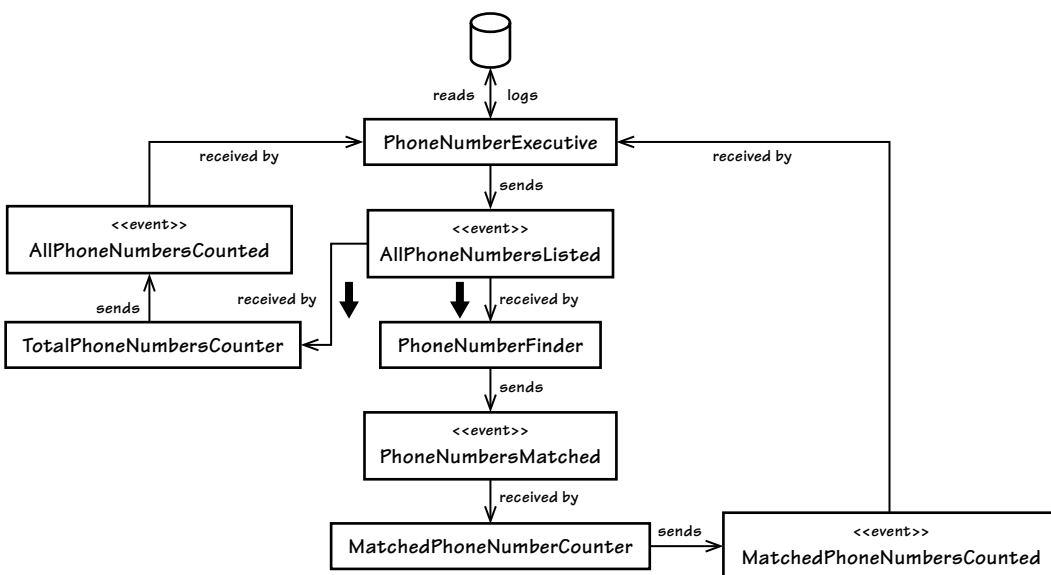 reads
logs
PhoneNumberExecutive
received by
received by
sends
<<event>>
AllPhoneNumbersCounted
<<event>>
AllPhoneNumbersListed
sends
received by
received by
TotalPhoneNumbersCounter
PhoneNumberFinder
sends
<<event>>
PhoneNumbersMatched
received by
MatchedPhoneNumberCounter
sends
<<event>>
MatchedPhoneNumbersCounted